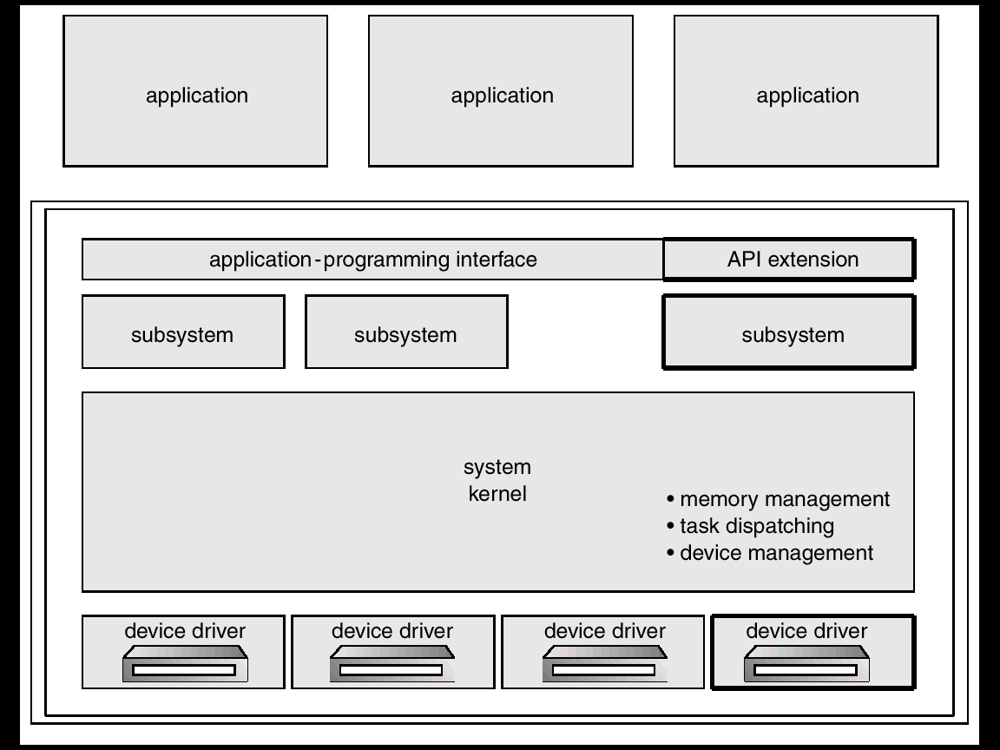 application
application
application
application-programming interface
API extension
subsystem
subsystem
subsystem
system
kernel
• memory management
• task dispatching
• device management
device driver
device driver
device driver
device driver